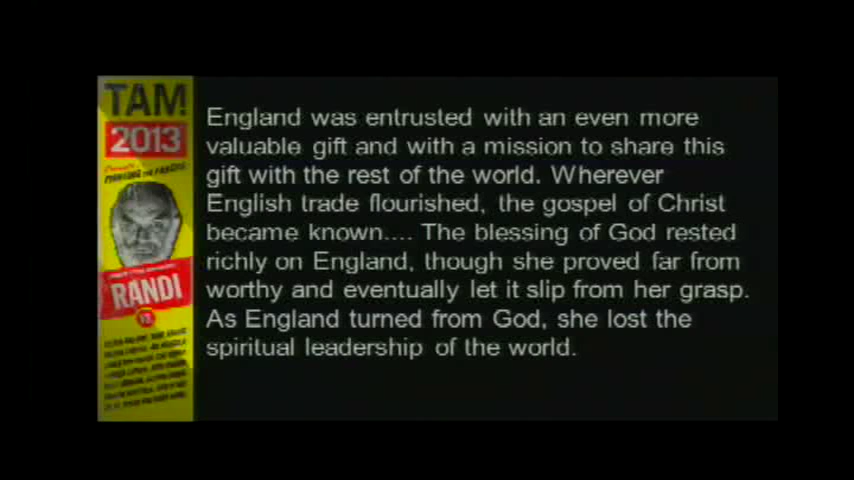 TAM!
2013
RANDI
VS.
England was entrusted with an even more
valuable gift and with a mission to share this
gift with the rest of the world. Wherever
English trade flourished, the gospel of Christ
became known.... The blessing of God rested
richly on England, though she proved far from
worthy and eventually let it slip from her grasp.
As England turned from God, she lost the
spiritual leadership of the world.